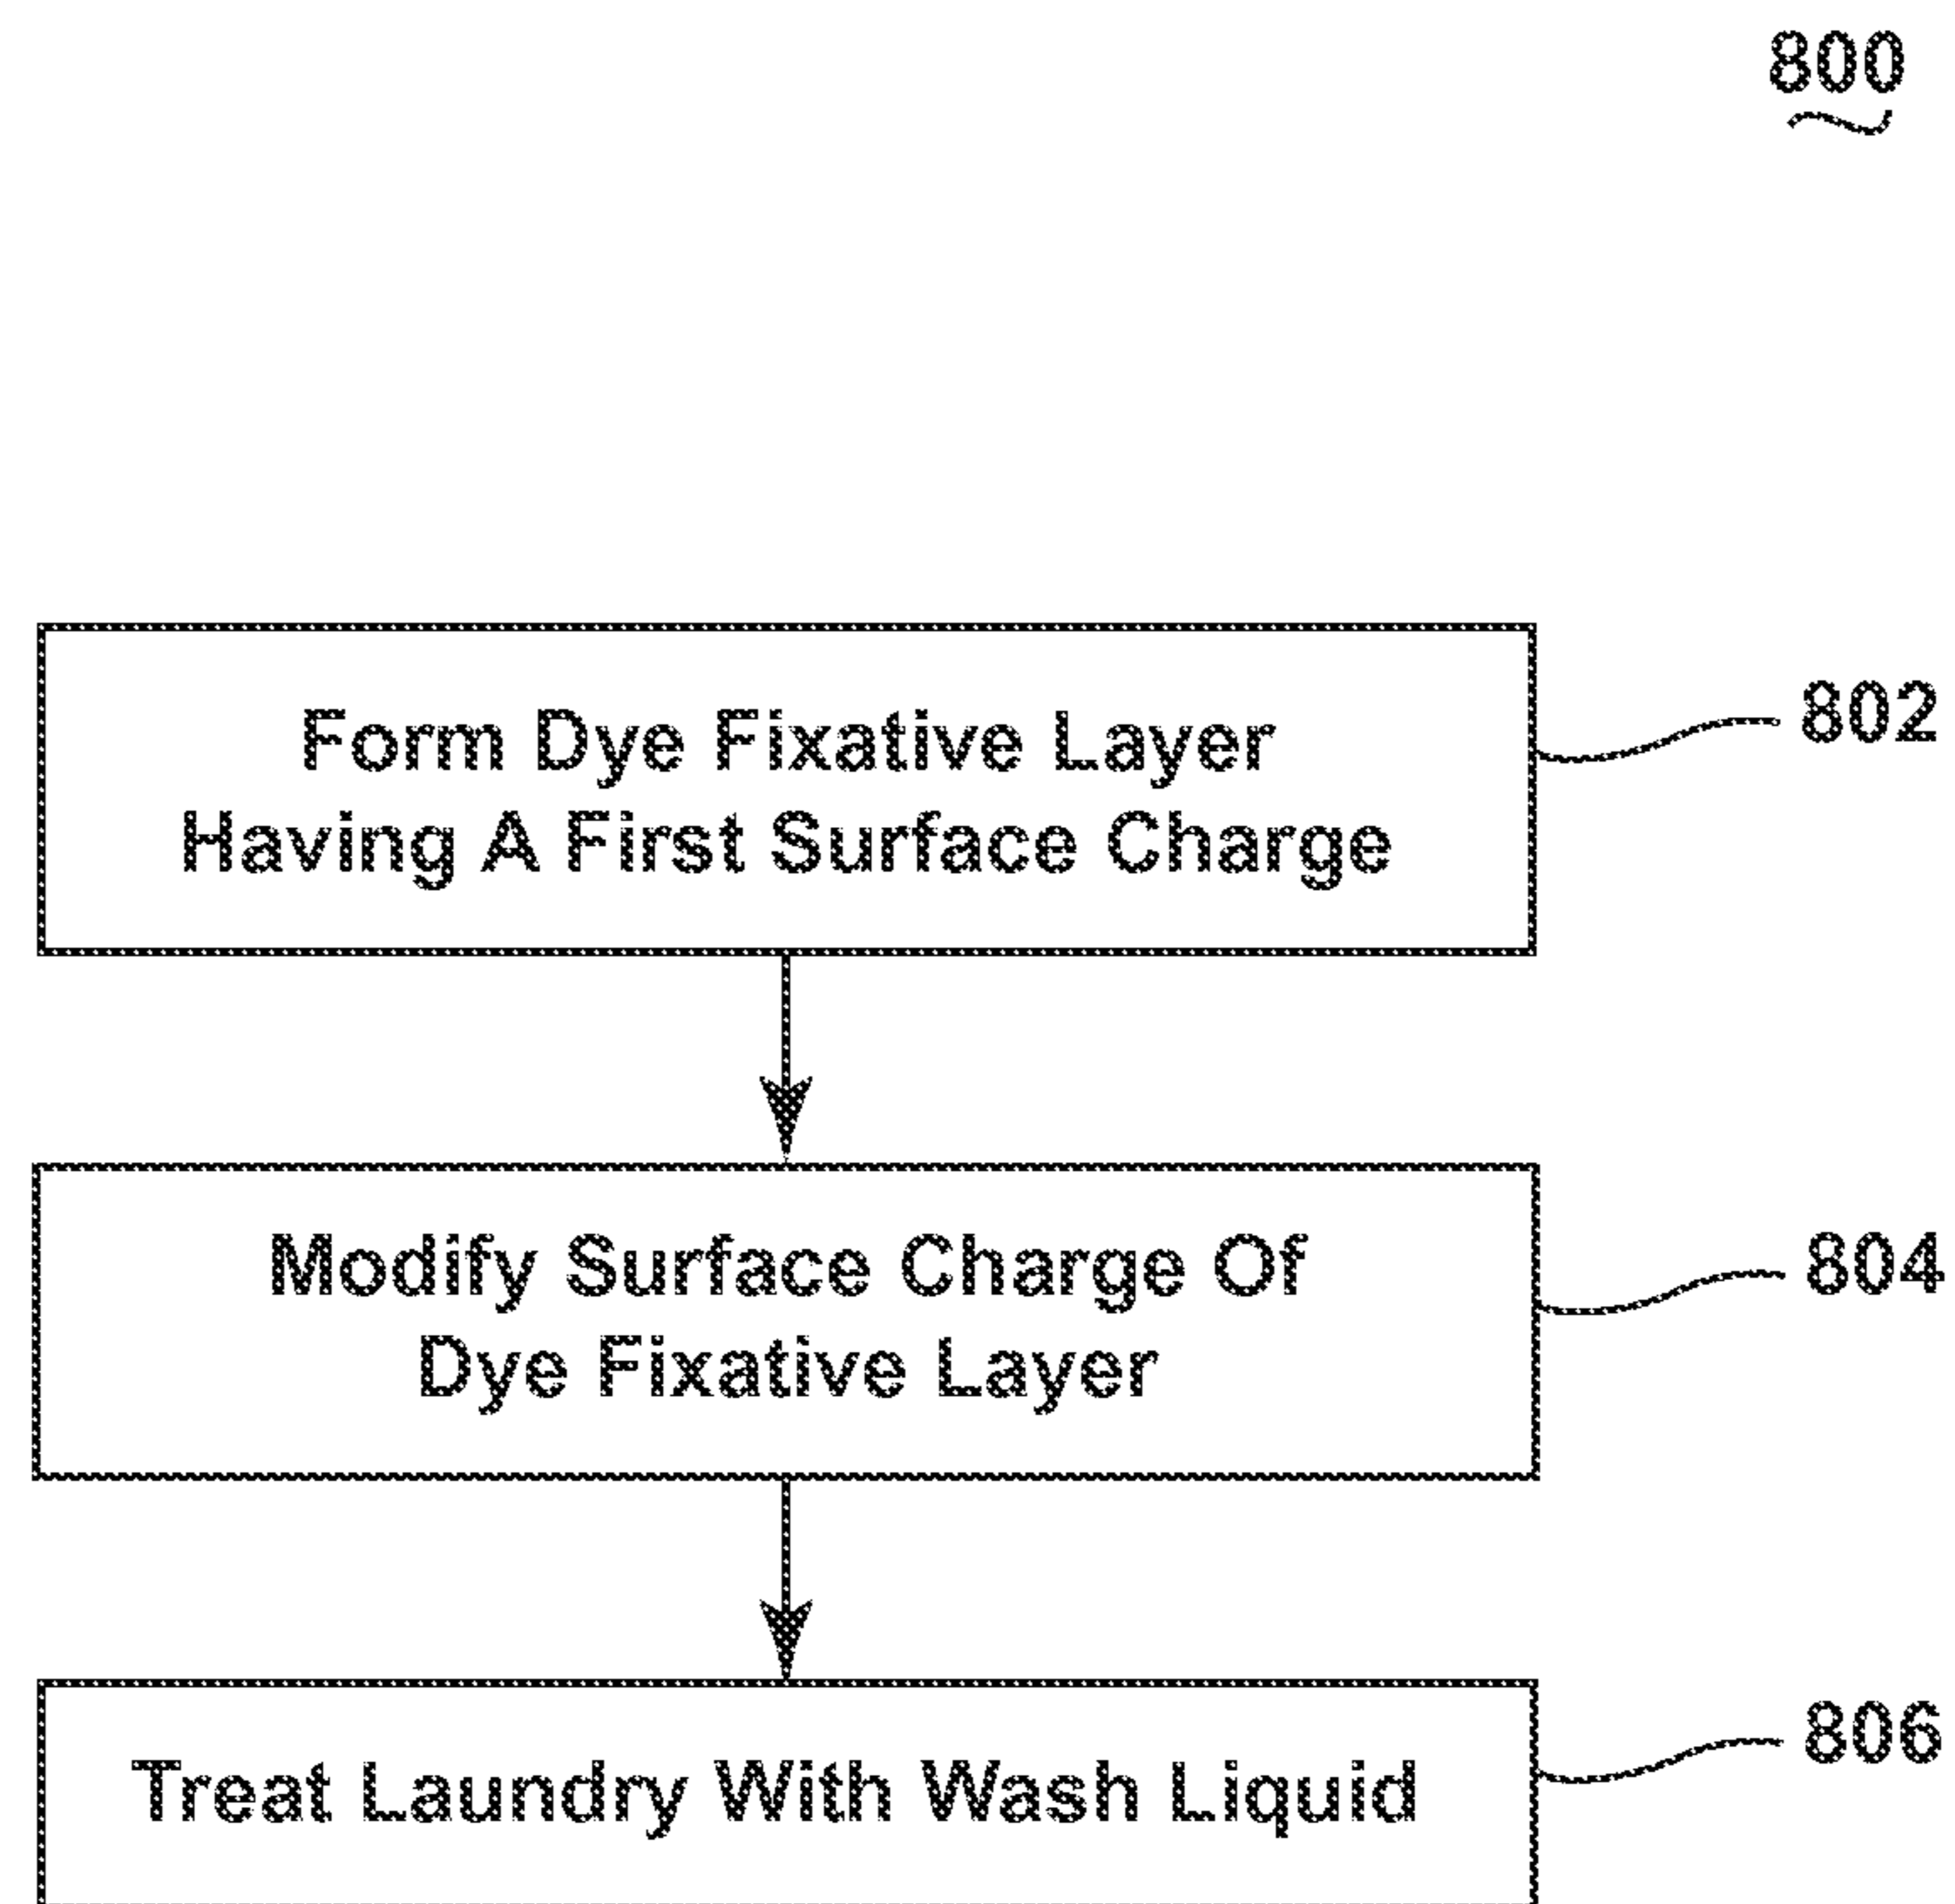 800
Form Dye Fixative Layer
Having A First Surface Charge
802
Modify Surface Charge Of
Dye Fixative Layer
804
Treat Laundry With Wash Liquid
806